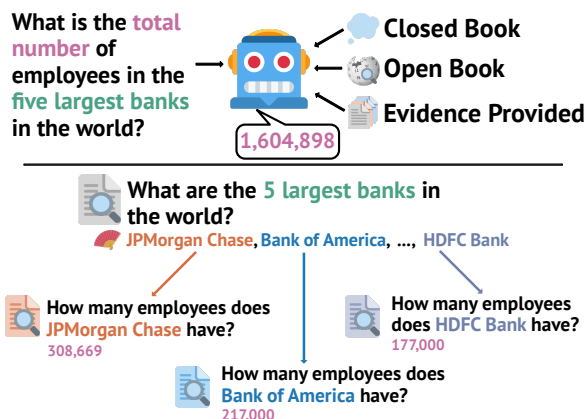 What is the total
number of
employees in the
five largest banks
in the world?
Closed Book
Open Book
Evidence Provided
1,604,898
What are the 5 largest banks in
the world?
JPMorgan Chase, Bank of America, ..., HDFC Bank
How many employees does
JPMorgan Chase have?
308,669
How many employees
does HDFC Bank have?
177,000
How many employees does
Bank of America have?
217,000